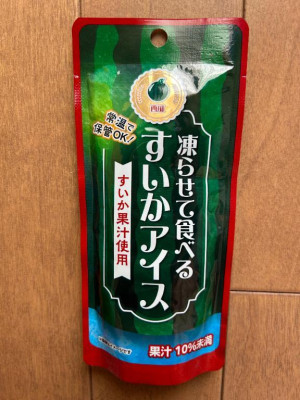 西瓜
常温で
保管OK!
凍らせて食べる
すいかアイス
すいか果汁使用
果汁 10%未満